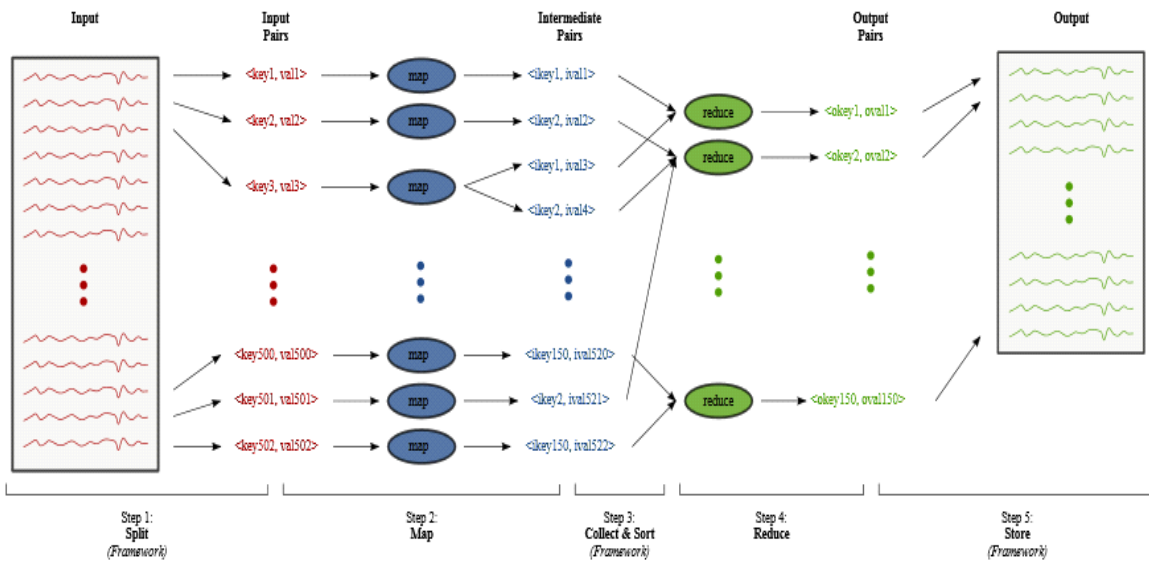 Input
Input
Pairs
Intermediate
Pairs
Output
Pairs
Output
<key1, val1>
map
<ikey1, ival1>
<key2, val2>
map
<ikey2, ival2>
reduce
<okey1, oval1>
<ikey1, ival3>
reduce
<okey2, oval2>
<key3, val3>
map
<ikey2, ival4>
<key500, val500>
map
<ikey150, ival520>
<key501, val501>
map
<ikey2, ival521>
reduce
<okey150, oval150>
<key502, val502>
map
<ikey150, ival522>
Step 1:
Split
(Framework)
Step 2:
Map
Step 3:
Collect & Sort
(Framework)
Step 4:
Reduce
Step 5:
Store
(Framework)